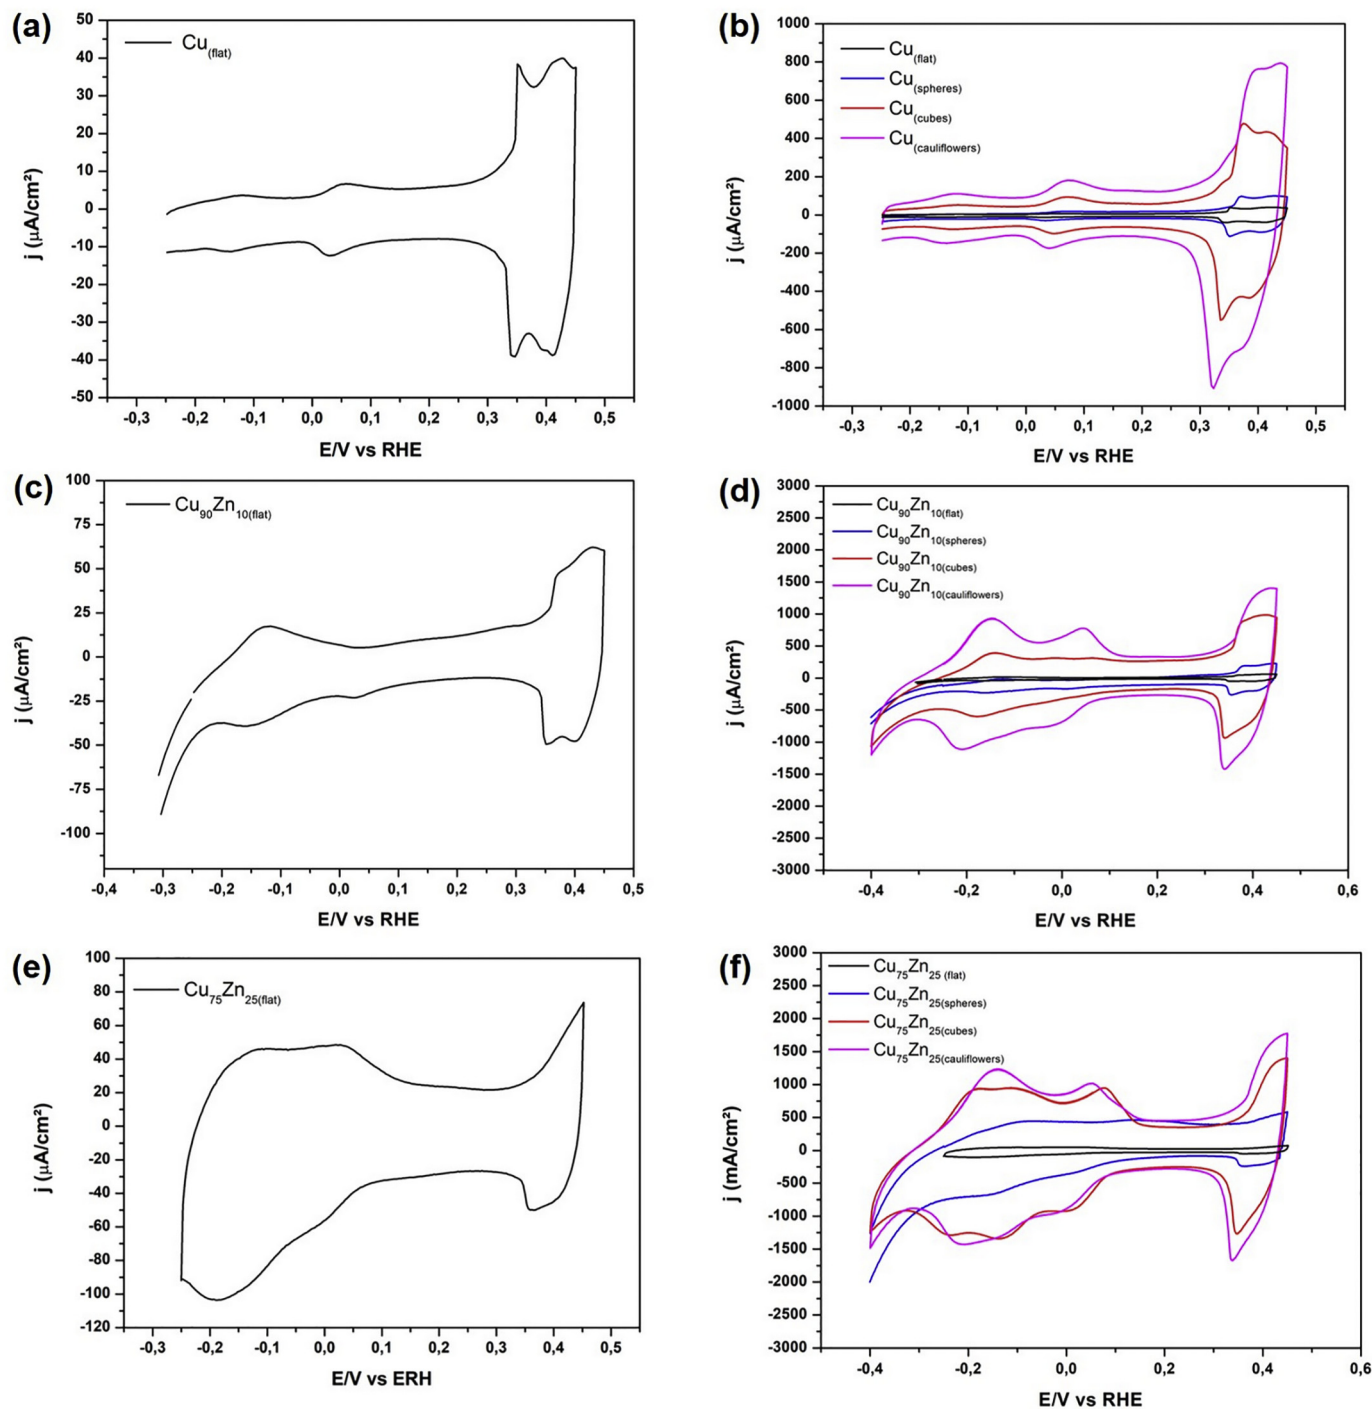 (a)
Cu(flat)
50
40
30
20
10
0
-10
-20
-30
-40
-50
j (μA/cm²)
-0,3 -0,2 -0,1 0,0 0,1 0,2 0,3 0,4 0,5
E/V vs RHE
(b)
Cu(flat)
Cu(spheres)
Cu(cubes)
Cu(cauliflowers)
1000
800
600
400
200
0
-200
-400
-600
-800
-1000
j (μA/cm²)
-0,3 -0,2 -0,1 0,0 0,1 0,2 0,3 0,4 0,5
E/V vs RHE
(c)
Cu90Zn10(flat)
100
75
50
25
0
-25
-50
-75
-100
j (μA/cm²)
-0,4 -0,3 -0,2 -0,1 0,0 0,1 0,2 0,3 0,4 0,5
E/V vs RHE
(d)
Cu90Zn10(flat)
Cu90Zn10(spheres)
Cu90Zn10(cubes)
Cu90Zn10(cauliflowers)
3000
2500
2000
1500
1000
500
0
-500
-1000
-1500
-2000
-2500
-3000
j (μA/cm²)
-0,4 -0,2 0,0 0,2 0,4 0,6
E/V vs RHE
(e)
Cu75Zn25(flat)
100
80
60
40
20
0
-20
-40
-60
-80
-100
-120
j (μA/cm²)
-0,3 -0,2 -0,1 0,0 0,1 0,2 0,3 0,4 0,5
E/V vs ERH
(f)
Cu75Zn25 (flat)
Cu75Zn25(spheres)
Cu75Zn25(cubes)
Cu75Zn25(cauliflowers)
3000
2500
2000
1500
1000
500
0
-500
-1000
-1500
-2000
-2500
-3000
j (mA/cm²)
-0,4 -0,2 0,0 0,2 0,4 0,6
E/V vs RHE